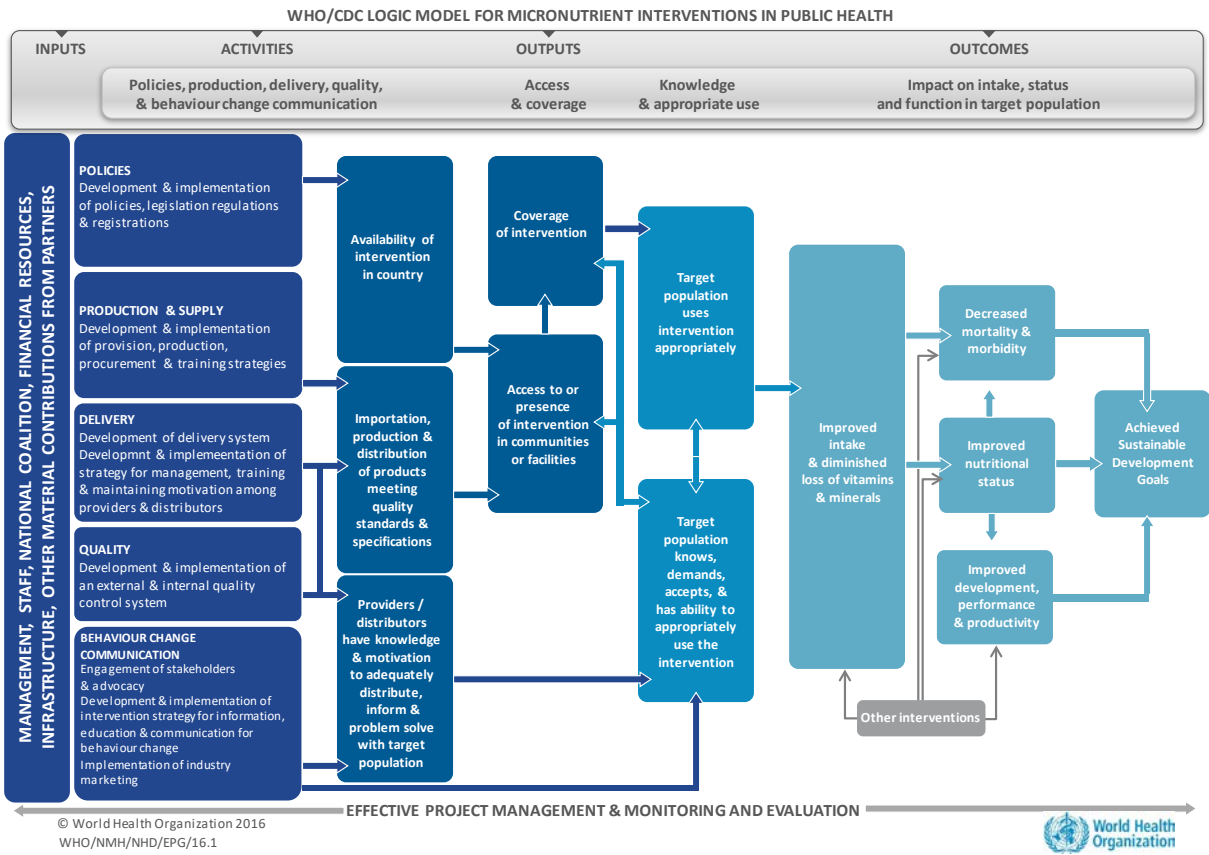 WHO/CDC LOGIC MODEL FOR MICRONUTRIENT INTERVENTIONS IN PUBLIC HEALTH
INPUTS
ACTIVITIES
OUTPUTS
OUTCOMES
Policies, production, delivery, quality,
& behaviour change communication
Access
& coverage
Knowledge
& appropriate use
Impact on intake, status
and function in target population
MANAGEMENT, STAFF, NATIONAL COALITION, FINANCIAL RESOURCES,
INFRASTRUCTURE, OTHER MATERIAL CONTRIBUTIONS FROM PARTNERS
POLICIES
Development & implementation
of policies, legislation regulations
& registrations
PRODUCTION & SUPPLY
Development & implementation
of provision, production,
procurement & training strategies
DELIVERY
Development of delivery system
Developmnt & implemeentation of
strategy for management, training
& maintaining motivation among
providers & distributors
QUALITY
Development & implementation of
an external & internal quality
control system
BEHAVIOUR CHANGE
COMMUNICATION
Engagement of stakeholders
& advocacy
Development & implementation of
intervention strategy for information,
education & communication for
behaviour change
Implementation of industry
marketing
Availability of
intervention
in country
Importation,
production &
distribution
of products
meeting
quality
standards &
specifications
Providers /
distributors
have knowledge
& motivation
to adequately
distribute,
inform &
problem solve
with target
population
Coverage
of intervention
Access to or
presence
of intervention
in communities
or facilities
Target
population
uses
intervention
appropriately
Target
population
knows,
demands,
accepts, &
has ability to
appropriately
use the
intervention
Improved
intake
& diminished
loss of vitamins
& minerals
Decreased
mortality &
morbidity
Improved
nutritional
status
Improved
development,
performance
& productivity
Achieved
Sustainable
Development
Goals
Other interventions
EFFECTIVE PROJECT MANAGEMENT & MONITORING AND EVALUATION
© World Health Organization 2016
WHO/NMH/NHD/EPG/16.1
World Health
Organization